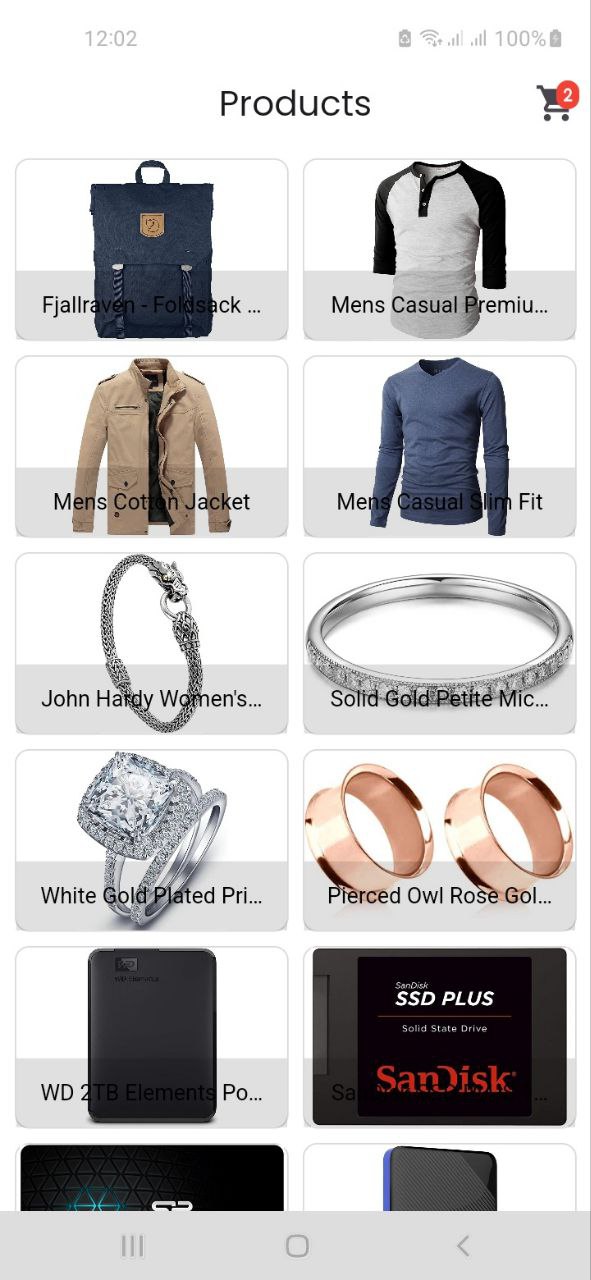 12:02
100%
Products
2
Fjallraven - Foldsack ...
Mens Casual Premiu...
Mens Cotton Jacket
Mens Casual Slim Fit
John Hardy Women's...
Solid Gold Petite Mic...
White Gold Plated Pri...
Pierced Owl Rose Gol...
WD Elements
WD 2TB Elements Po...
SanDisk
SSD PLUS
Solid State Drive
SanDisk